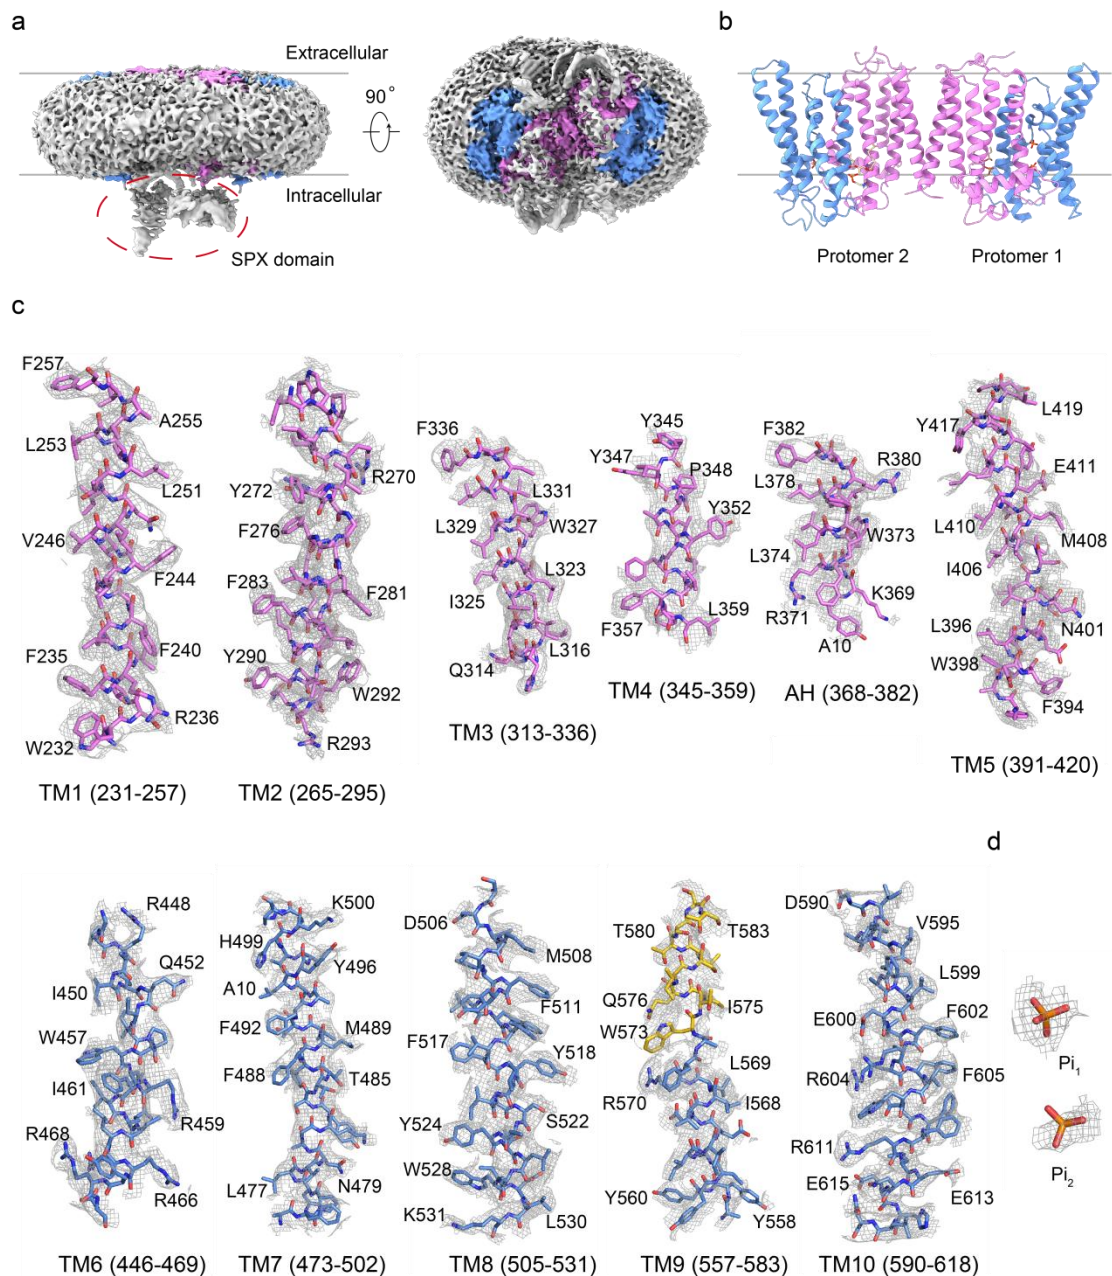 a
Extracellular
90°
Intracellular
SPX domain
b
Protomer 2
Protomer 1
c
F257
A255
L253
L251
V246
F244
F235
F240
R236
W232
TM1 (231-257)
R270
Y272
F276
F283
F281
Y290
W292
R293
TM2 (265-295)
F336
L331
L329
W327
L323
I325
L316
Q314
TM3 (313-336)
Y345
Y347
P348
Y352
F357
L359
TM4 (345-359)
F382
R380
L378
W373
L374
K369
R371
A10
AH (368-382)
L419
Y417
E411
L410
M408
I406
N401
L396
W398
F394
TM5 (391-420)
R448
Q452
I450
W457
I461
R459
R468
R466
TM6 (446-469)
K500
H499
Y496
A10
F492
M489
F488
T485
L477
N479
TM7 (473-502)
D506
M508
F511
F517
Y518
Y524
S522
W528
K531
L530
TM8 (505-531)
T580
T583
Q576
I575
W573
L569
R570
I568
Y560
Y558
TM9 (557-583)
D590
V595
L599
E600
F602
R604
F605
R611
E615
E613
TM10 (590-618)
d
Pi1
Pi2